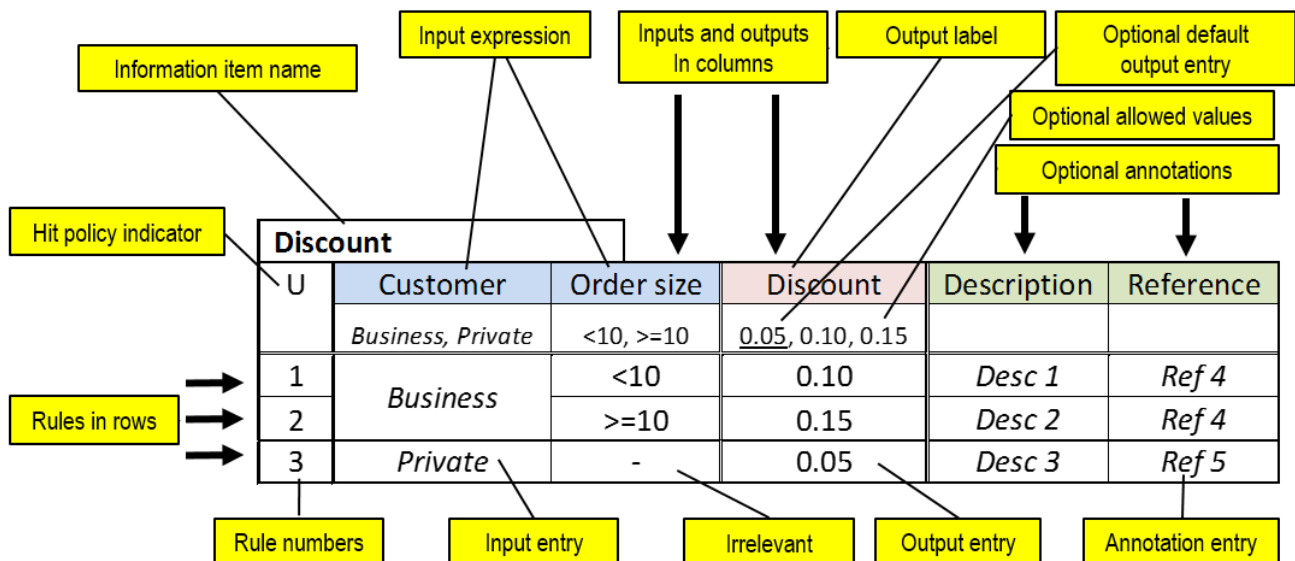 Input expression
Inputs and outputs
In columns
Output label
Optional default
output entry
Information item name
Optional allowed values
Optional annotations
Hit policy indicator
Discount
U Customer Order size Discount Description Reference
Business, Private <10, >=10 0.05, 0.10, 0.15
Rules in rows
1 Business <10 0.10 Desc 1 Ref 4
2 >=10 0.15 Desc 2 Ref 4
3 Private - 0.05 Desc 3 Ref 5
Rule numbers Input entry Irrelevant Output entry Annotation entry